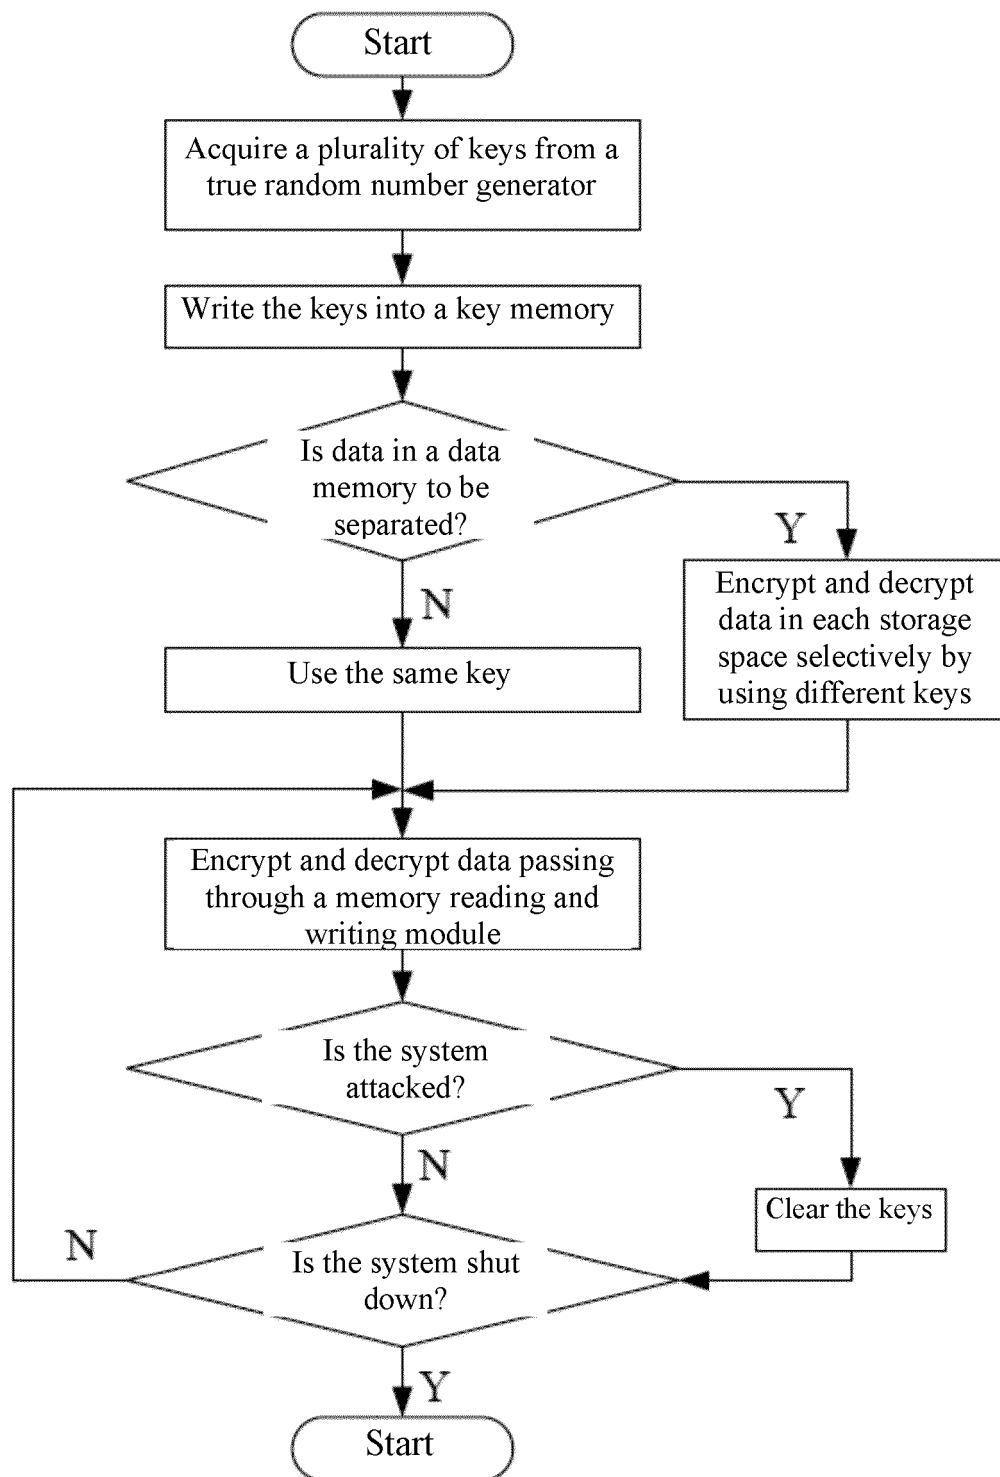 Start
Acquire a plurality of keys from a
true random number generator
Write the keys into a key memory
Is data in a data
memory to be
separated?
Y
N
Encrypt and decrypt
data in each storage
space selectively by
using different keys
Use the same key
Encrypt and decrypt data passing
through a memory reading and
writing module
Is the system
attacked?
Y
N
Clear the keys
N
Is the system shut
down?
Y
Start